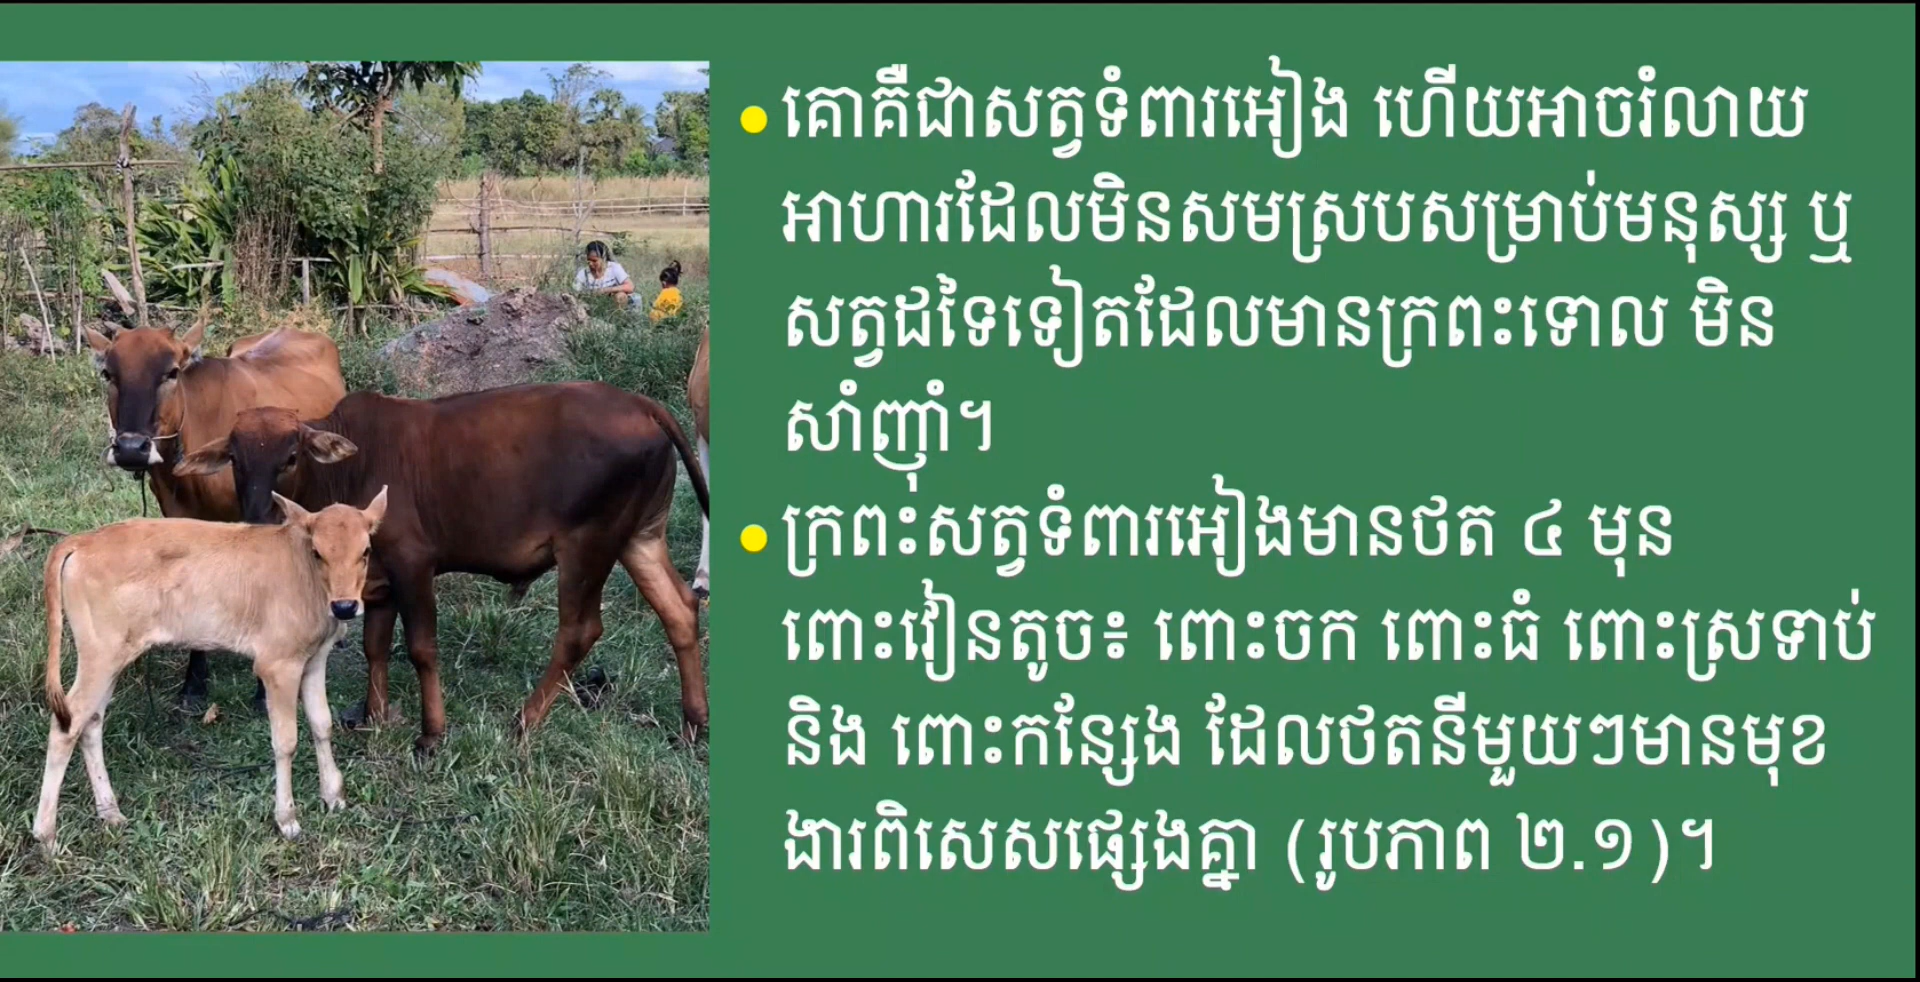 • គោគឺជាសត្វទំពារអៀង ហើយអាចរំលាយ
អាហារដែលមិនសមស្របសម្រាប់មនុស្ស ឬ
សត្វដទៃទៀតដែលមានក្រពះទោល មិន
សាំញ៉ាំ។
• ក្រពះសត្វទំពារអៀងមានថត ៤ មុន
ពោះវៀនតូច៖ ពោះចក ពោះធំ ពោះស្រទាប់
និង ពោះកន្សែង ដែលថតនីមួយៗមានមុខ
ងារពិសេសផ្សេងគ្នា (រូបភាព ២.១)។